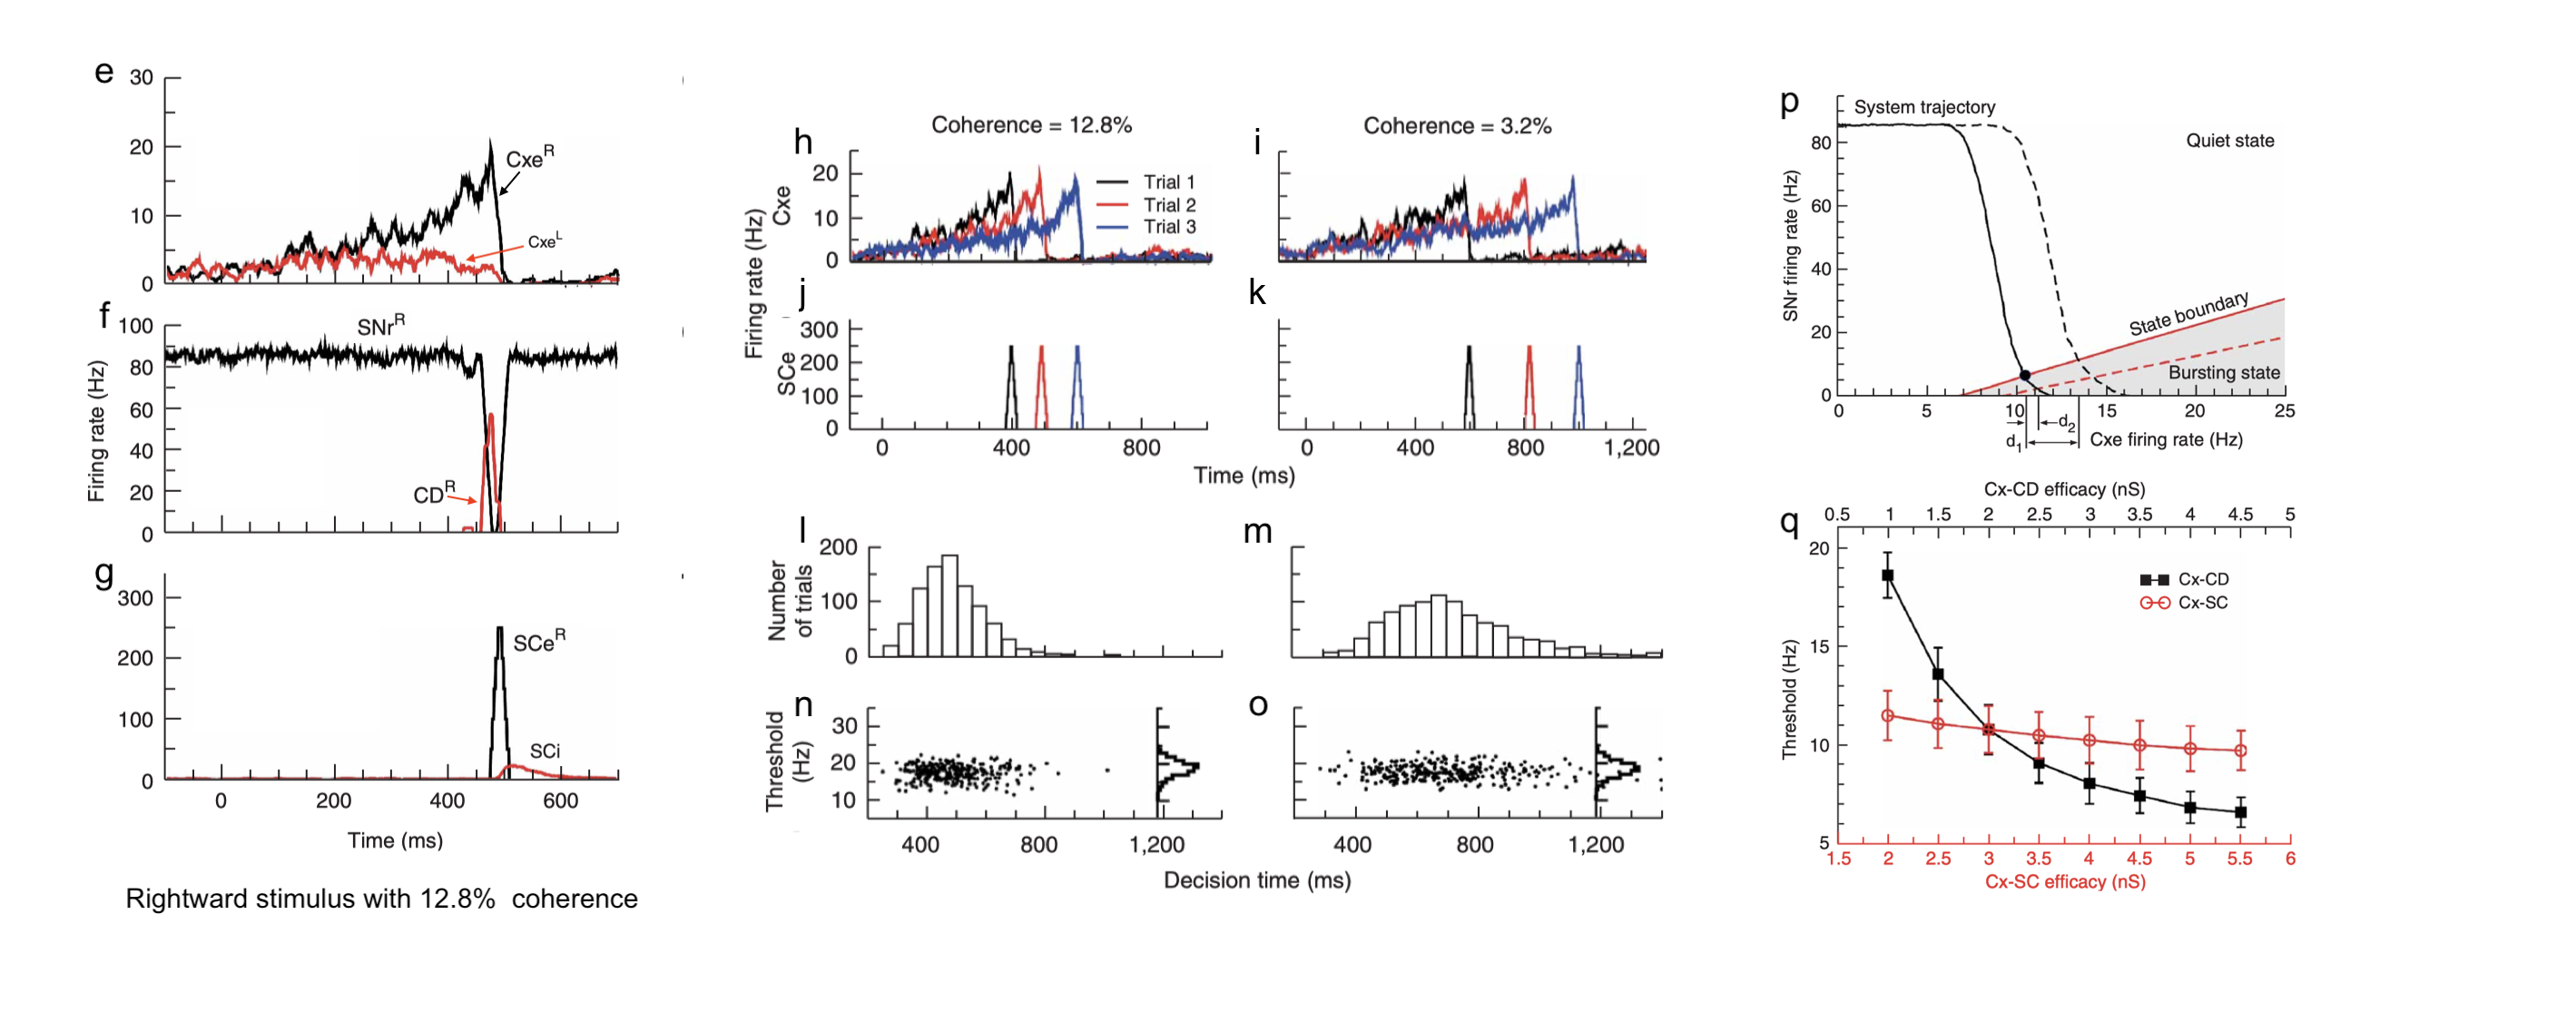 e
30
20
10
0
Cxe^R
Cxe^L
f
100
80
60
40
20
0
SNr^R
CD^R
Firing rate (Hz)
g
300
200
100
0
SCe^R
SCi
0 200 400 600
Time (ms)
Rightward stimulus with 12.8% coherence
Coherence = 12.8%
h
20
10
0
Trial 1
Trial 2
Trial 3
Cxe
Firing rate (Hz)
Coherence = 3.2%
i
j
300
200
100
0
SCe
0 400 800
k
0 400 800 1,200
Time (ms)
l
200
100
0
Number
of trials
m
n
30
20
10
Threshold
(Hz)
400 800 1,200
o
400 800 1,200
Decision time (ms)
p
System trajectory
Quiet state
80
60
40
20
0
SNr firing rate (Hz)
State boundary
Bursting state
0 5 10 15 20 25
d2
d1
Cxe firing rate (Hz)
Cx-CD efficacy (nS)
q
0.5 1 1.5 2 2.5 3 3.5 4 4.5 5
20
15
10
5
Threshold (Hz)
Cx-CD
Cx-SC
1.5 2 2.5 3 3.5 4 4.5 5 5.5 6
Cx-SC efficacy (nS)